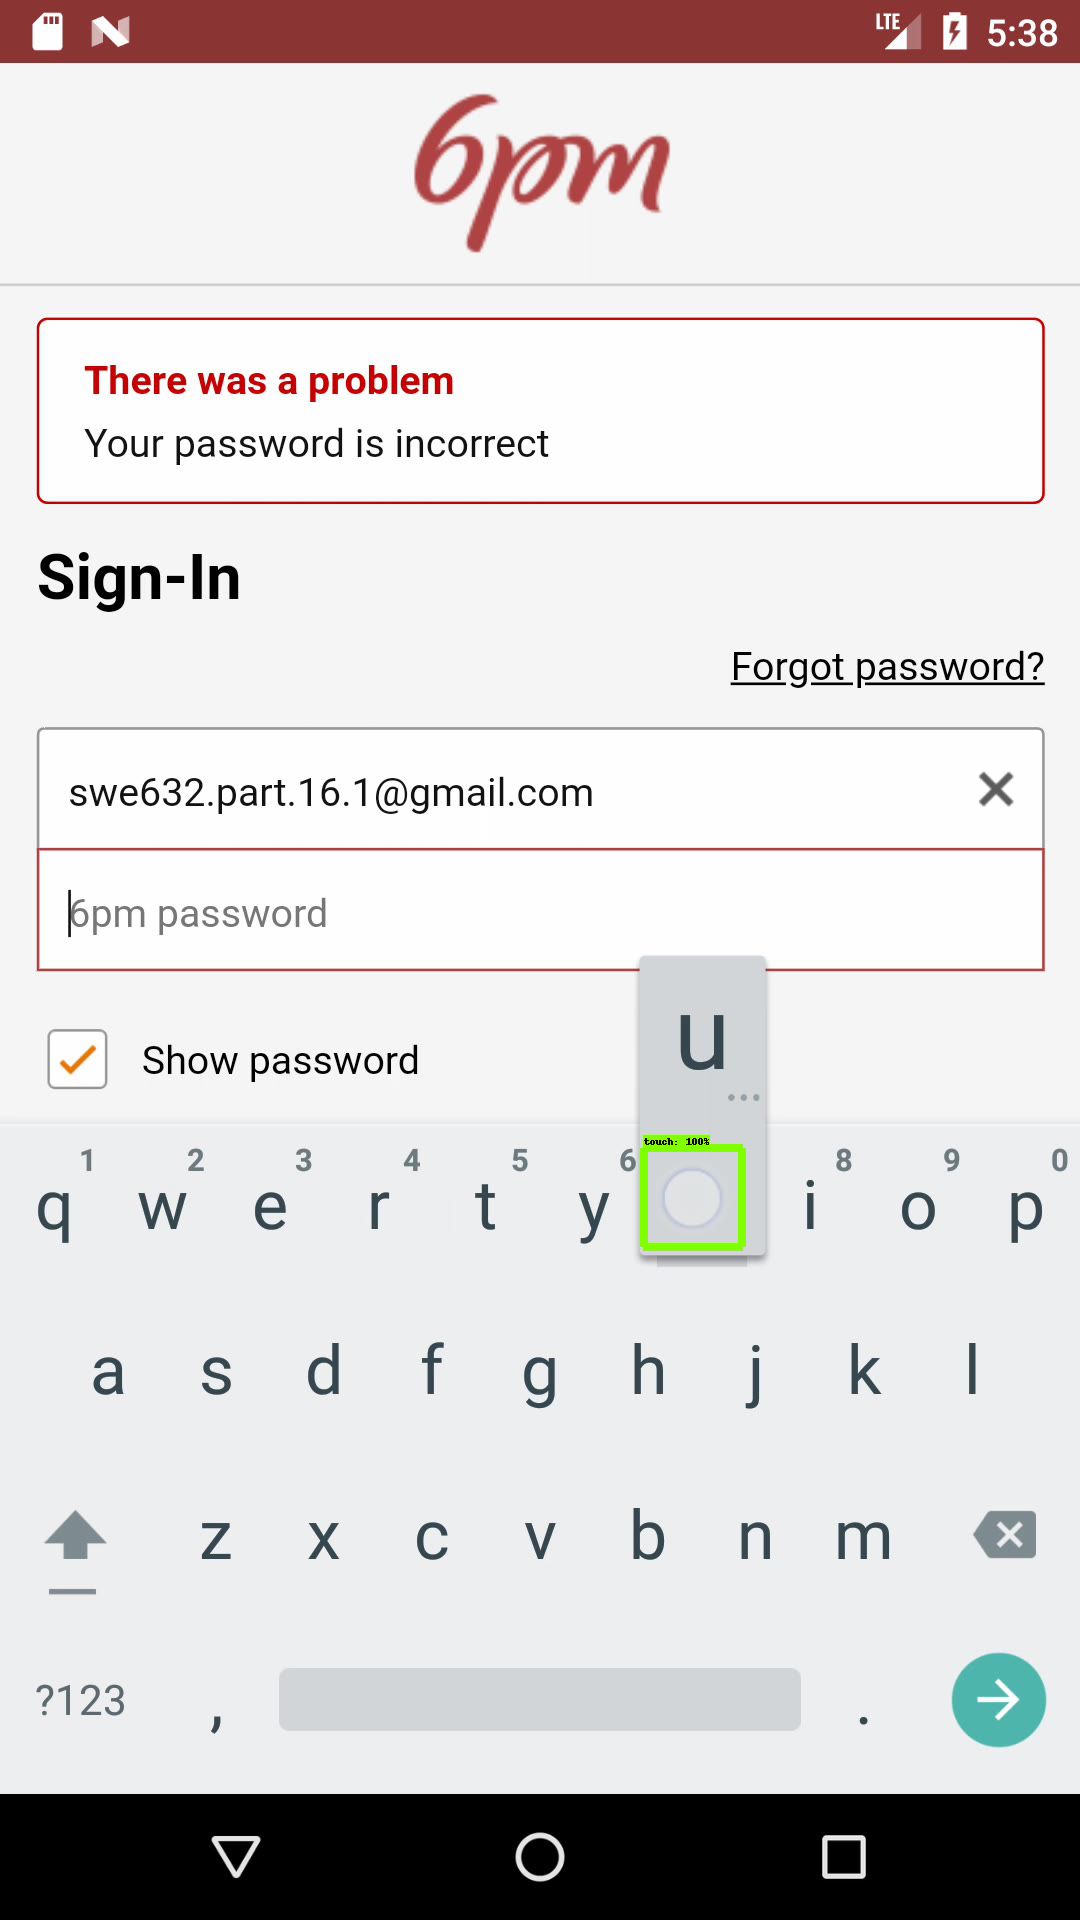 LTE 5:38
6pm
There was a problem
Your password is incorrect
Sign-In
Forgot password?
swe632.part.16.1@gmail.com
6pm password
u
Show password
touch: 100%
1 2 3 4 5 6 8 9 0
q w e r t y i o p
a s d f g h j k l
z x c v b n m
?123 , .